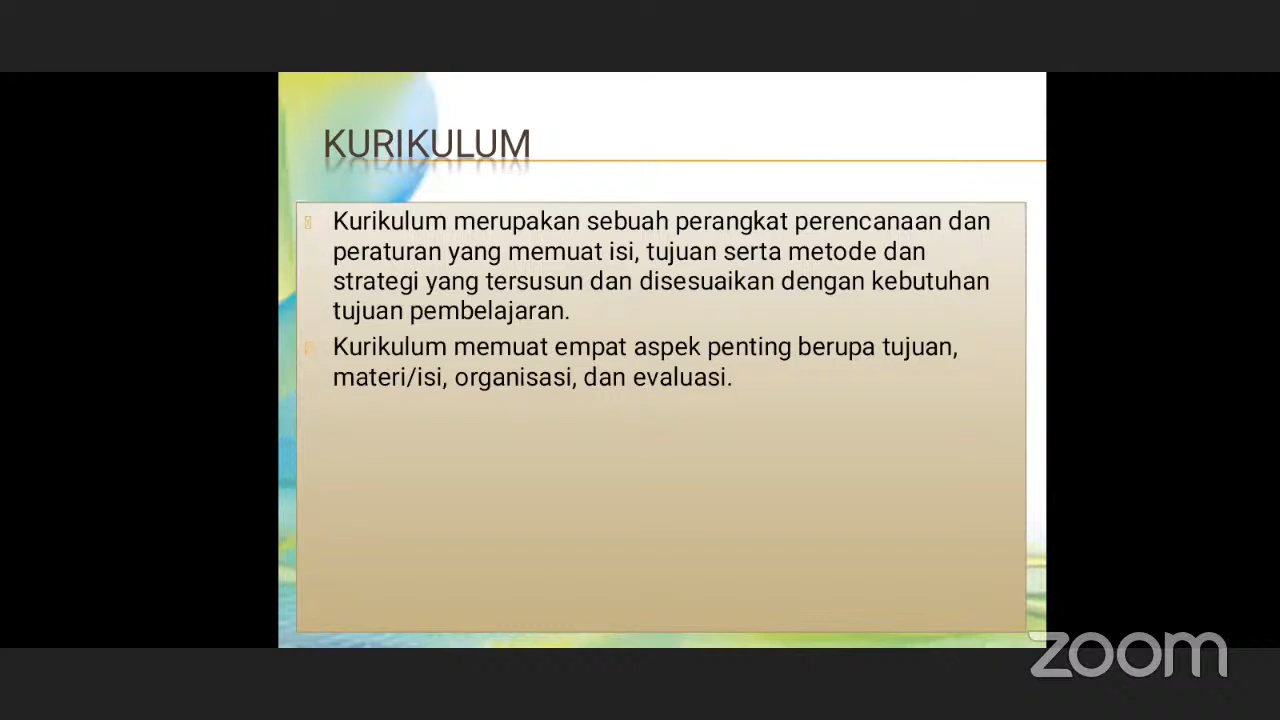 KURIKULUM
Kurikulum merupakan sebuah perangkat perencanaan dan
peraturan yang memuat isi, tujuan serta metode dan
strategi yang tersusun dan disesuaikan dengan kebutuhan
tujuan pembelajaran.
Kurikulum memuat empat aspek penting berupa tujuan,
materi/isi, organisasi, dan evaluasi.
zoom